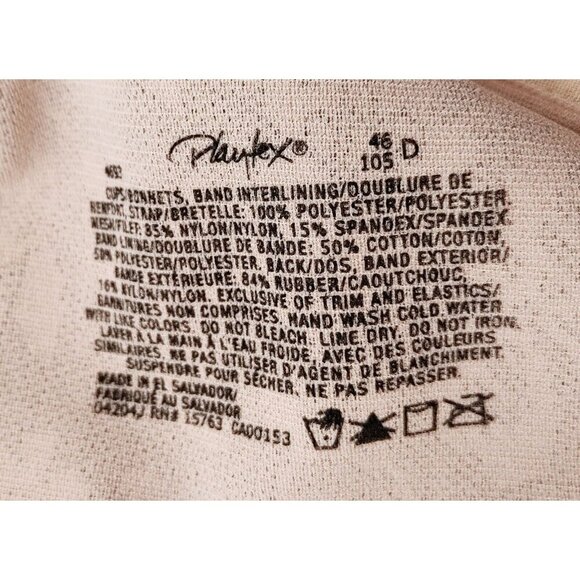 Playtex®
46
105 D
4693
CUPS/BONNETS, BAND INTERLINING/DOUBLURE DE
RENFORT, STRAP/BRETELLE: 100% POLYESTER/POLYESTER.
MESH/FILET: 85% NYLON/NYLON, 15% SPANDEX/SPANDEX
BAND LINING/DOUBLURE DE BANDE: 50% COTTON/COTTON,
50% POLYESTER/POLYESTER. BACK/DOS, BAND EXTERIOR/
BANDE EXTÉRIEURE: 84% RUBBER/CAOUTCHOUC,
16% NYLON/NYLON. EXCLUSIVE OF TRIM AND ELASTICS/
GARNITURES NON COMPRISES. HAND WASH COLD WATER
WITH LIKE COLORS. DO NOT BLEACH. LINE DRY. DO NOT IRON.
LAVER À LA MAIN À L'EAU FROIDE, AVEC DES COULEURS
SIMILAIRES. NE PAS UTILISER D'AGENT DE BLANCHIMENT.
SUSPENDRE POUR SÉCHER. NE PAS REPASSER.
MADE IN EL SALVADOR/
FABRIQUÉ AU SALVADOR
04204J RN# 15763 CA00153